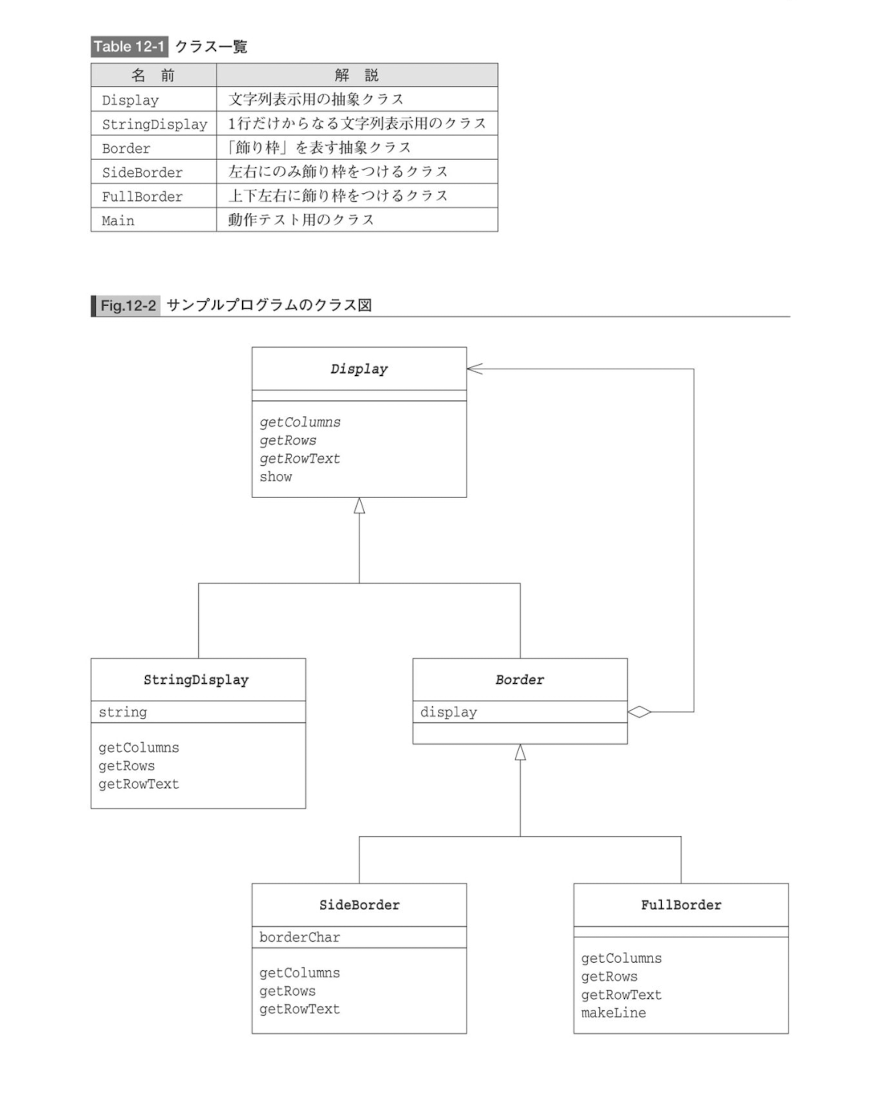 Table 12-1 クラス一覧
名 前 解 説
Display 文字列表示用の抽象クラス
StringDisplay 1行だけからなる文字列表示用のクラス
Border 「飾り枠」を表す抽象クラス
SideBorder 左右にのみ飾り枠をつけるクラス
FullBorder 上下左右に飾り枠をつけるクラス
Main 動作テスト用のクラス
Fig.12-2 サンプルプログラムのクラス図
Display
getColumns
getRows
getRowText
show
StringDisplay
string
getColumns
getRows
getRowText
Border
display
SideBorder
borderChar
getColumns
getRows
getRowText
FullBorder
getColumns
getRows
getRowText
makeLine